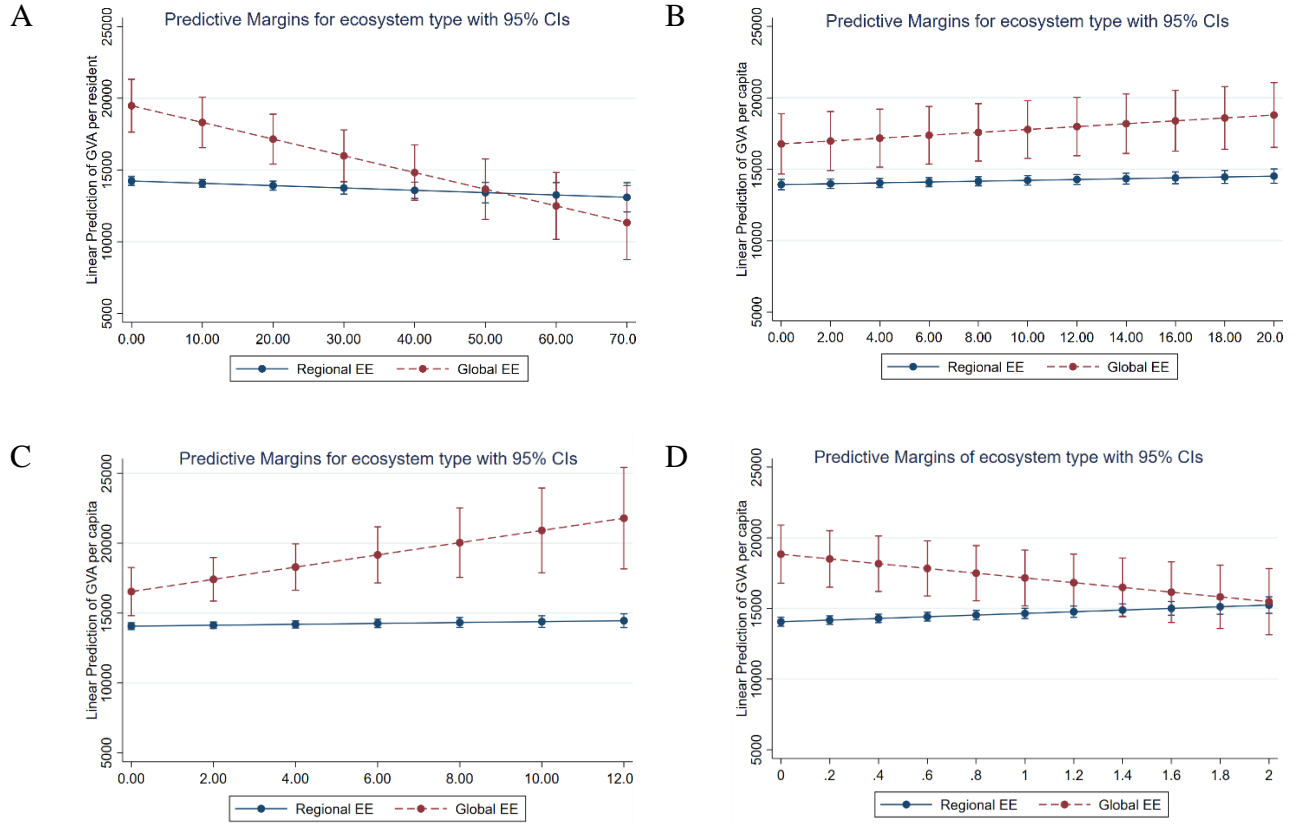 A
Predictive Margins for ecosystem type with 95% CIs
Linear Prediction of GVA per resident
25000
20000
15000
10000
5000
0.00 10.00 20.00 30.00 40.00 50.00 60.00 70.0
Regional EE Global EE
B
Predictive Margins for ecosystem type with 95% CIs
Linear Prediction of GVA per capita
25000
20000
15000
10000
5000
0.00 2.00 4.00 6.00 8.00 10.00 12.00 14.00 16.00 18.00 20.0
Regional EE Global EE
C
Predictive Margins for ecosystem type with 95% CIs
Linear Prediction of GVA per capita
25000
20000
15000
10000
5000
0.00 2.00 4.00 6.00 8.00 10.00 12.0
Regional EE Global EE
D
Predictive Margins of ecosystem type with 95% CIs
Linear Prediction of GVA per capita
25000
20000
15000
10000
5000
0 .2 .4 .6 .8 1 1.2 1.4 1.6 1.8 2
Regional EE Global EE